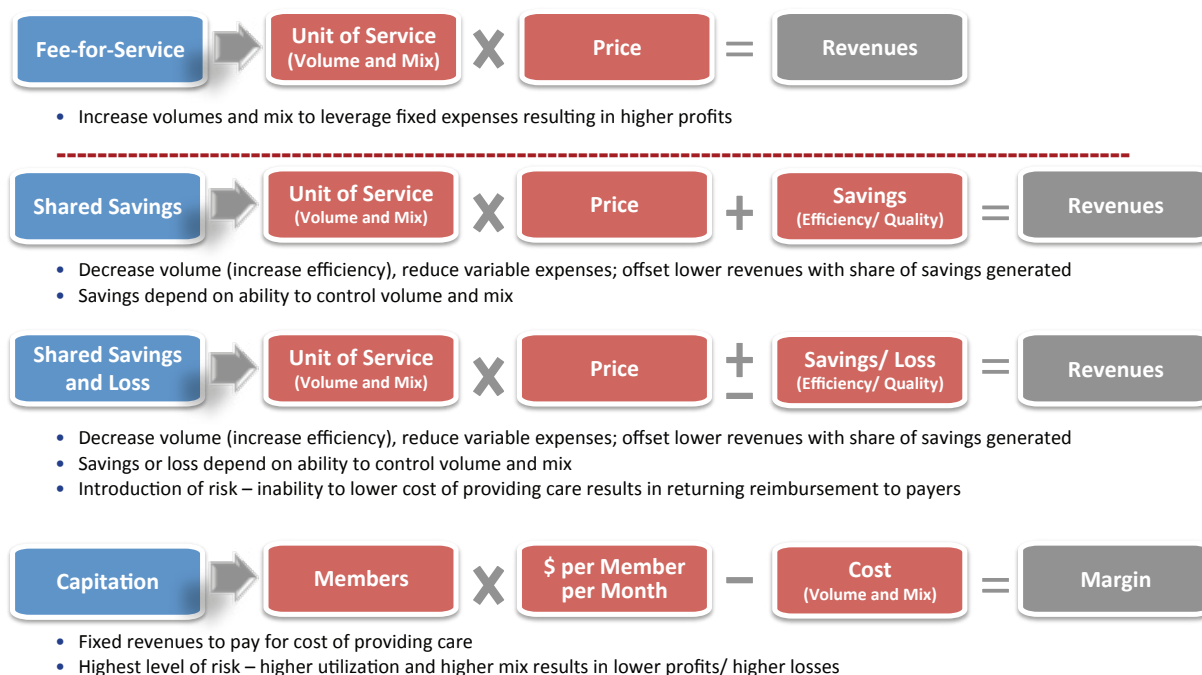 Fee-for-Service
Unit of Service
(Volume and Mix)
X
Price
=
Revenues
• Increase volumes and mix to leverage fixed expenses resulting in higher profits
Shared Savings
Unit of Service
(Volume and Mix)
X
Price
+
Savings
(Efficiency/ Quality)
=
Revenues
• Decrease volume (increase efficiency), reduce variable expenses; offset lower revenues with share of savings generated
• Savings depend on ability to control volume and mix
Shared Savings
and Loss
Unit of Service
(Volume and Mix)
X
Price
+
−
Savings/ Loss
(Efficiency/ Quality)
=
Revenues
• Decrease volume (increase efficiency), reduce variable expenses; offset lower revenues with share of savings generated
• Savings or loss depend on ability to control volume and mix
• Introduction of risk – inability to lower cost of providing care results in returning reimbursement to payers
Capitation
Members
X
$ per Member
per Month
−
Cost
(Volume and Mix)
=
Margin
• Fixed revenues to pay for cost of providing care
• Highest level of risk – higher utilization and higher mix results in lower profits/ higher losses